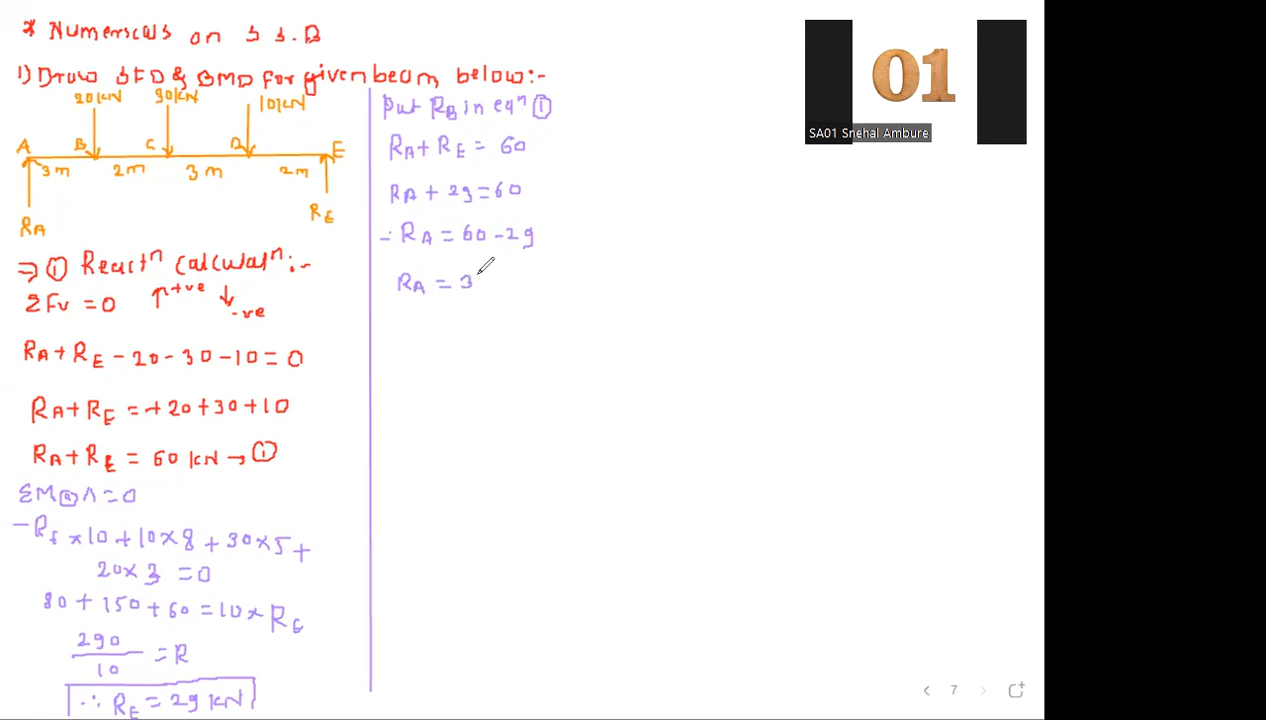 * Numericals on S S.B
1) Draw SFD & BMD for given beam below:-
20kN 30kN 10kN
A B C D E
3m 2m 3m 2m
RA RE
⇒ ① Reactⁿ calculatⁿ:-
ΣFv = 0 ↑+ve ↓-ve
RA+RE - 20 - 30 - 10 = 0
RA+RE = +20+30+10
RA+RE = 60 kN → ①
ΣM@A=0
-RE ×10 + 10×8 + 30×5 +
20×3 = 0
80 + 150 + 60 = 10× RE
290/10 = R
∴ RE = 29 kN
Put RB in eqⁿ ①
RA+RE = 60
RA + 29 = 60
∴ RA = 60 - 29
RA = 3
01
SA01 Snehal Ambure
7